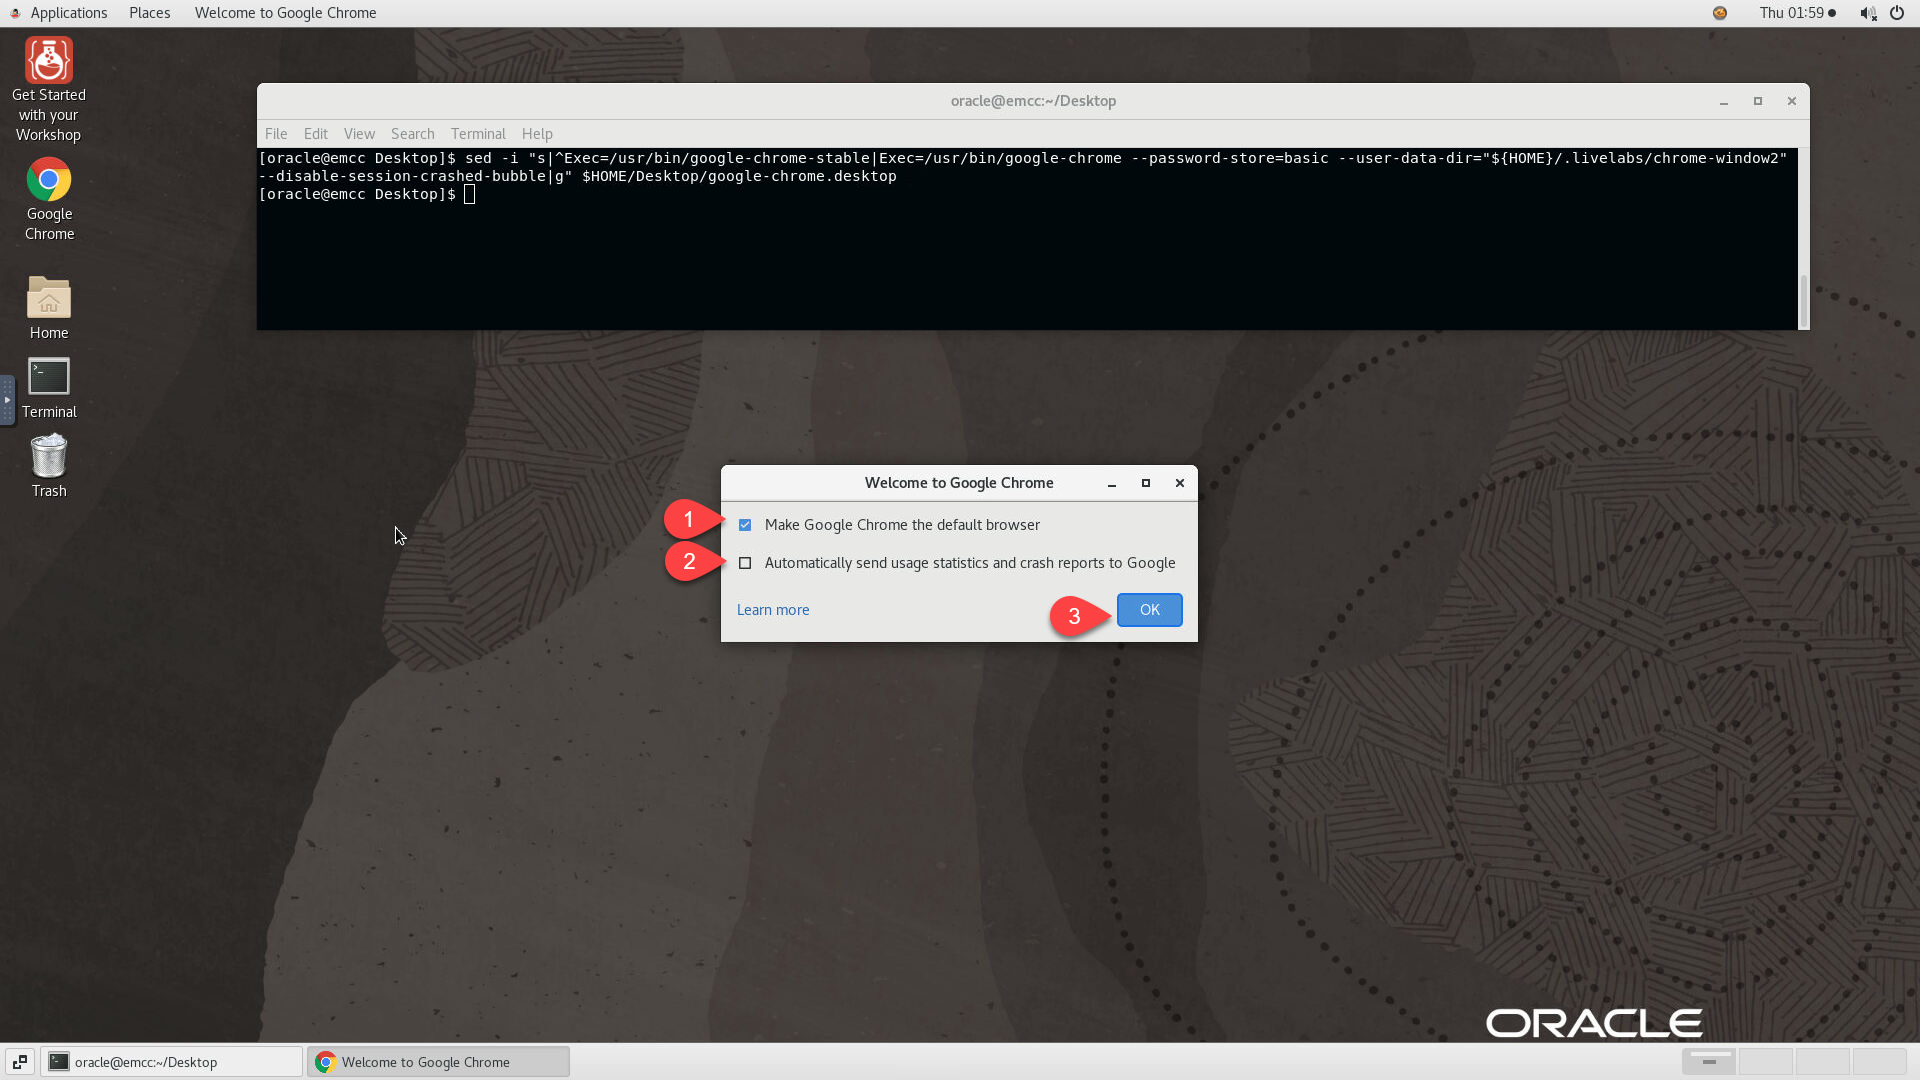 Applications Places Welcome to Google Chrome Thu 01:59
Get Started
with your
Workshop
Google
Chrome
Home
Terminal
Trash
oracle@emcc:~/Desktop
File Edit View Search Terminal Help
[oracle@emcc Desktop]$ sed -i "s|^Exec=/usr/bin/google-chrome-stable|Exec=/usr/bin/google-chrome --password-store=basic --user-data-dir="${HOME}/.livelabs/chrome-window2"
--disable-session-crashed-bubble|g" $HOME/Desktop/google-chrome.desktop
[oracle@emcc Desktop]$
Welcome to Google Chrome
1 Make Google Chrome the default browser
2 Automatically send usage statistics and crash reports to Google
Learn more 3 OK
ORACLE
oracle@emcc:~/Desktop Welcome to Google Chrome